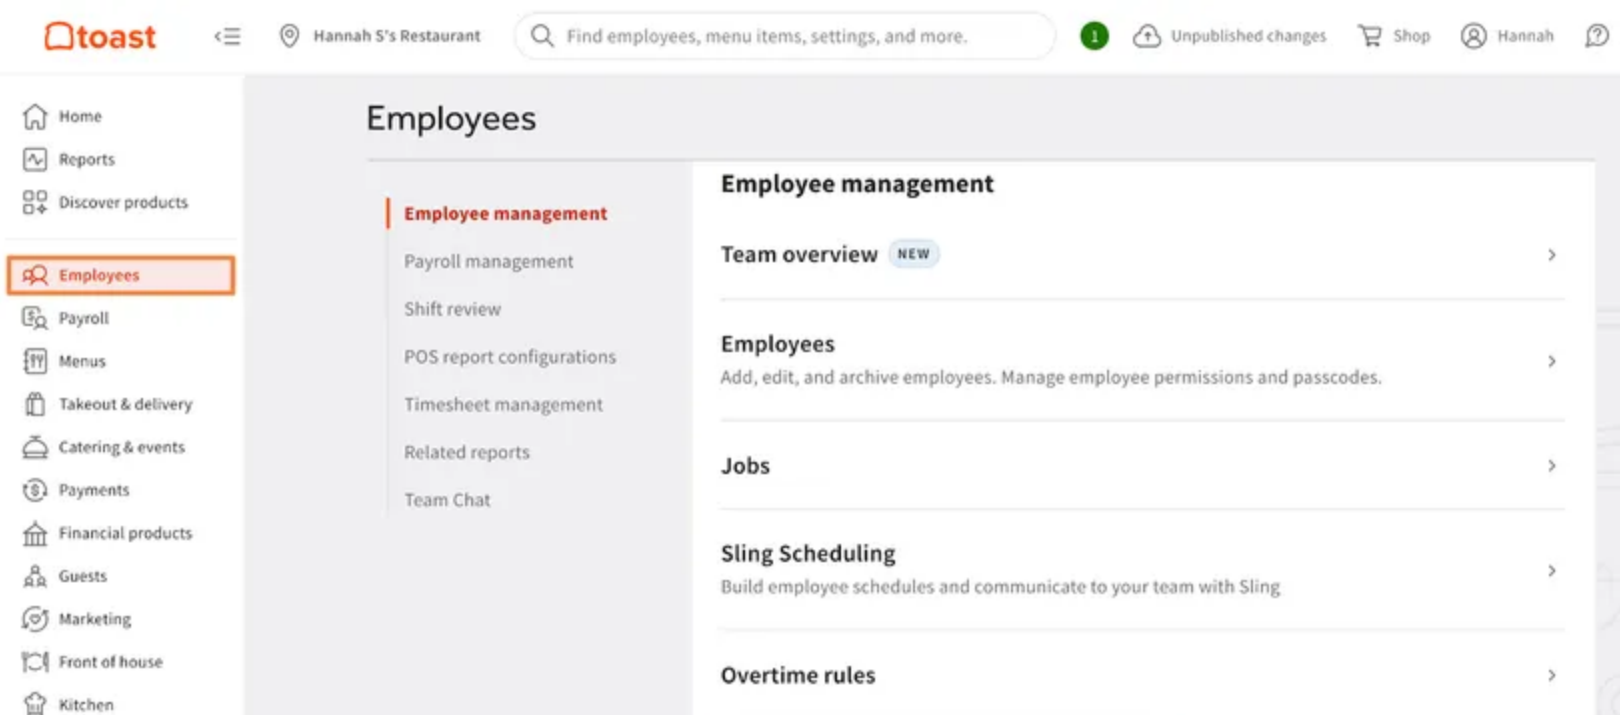 toast
Hannah S's Restaurant
Find employees, menu items, settings, and more.
1
Unpublished changes
Shop
Hannah
Home
Reports
Discover products
Employees
Payroll
Menus
Takeout & delivery
Catering & events
Payments
Financial products
Guests
Marketing
Front of house
Kitchen
Employees
Employee management
Payroll management
Shift review
POS report configurations
Timesheet management
Related reports
Team Chat
Employee management
Team overview NEW
Employees
Add, edit, and archive employees. Manage employee permissions and passcodes.
Jobs
Sling Scheduling
Build employee schedules and communicate to your team with Sling
Overtime rules